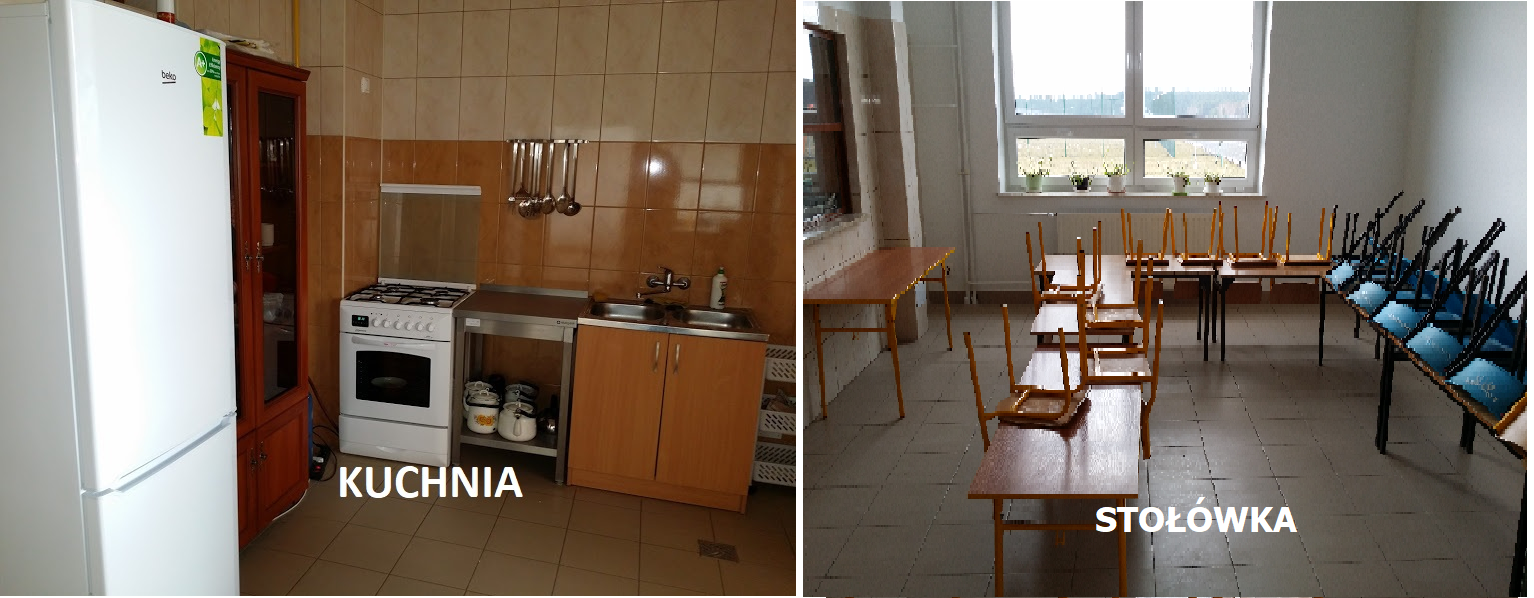 beko
A+
KUCHNIA
STOŁÓWKA